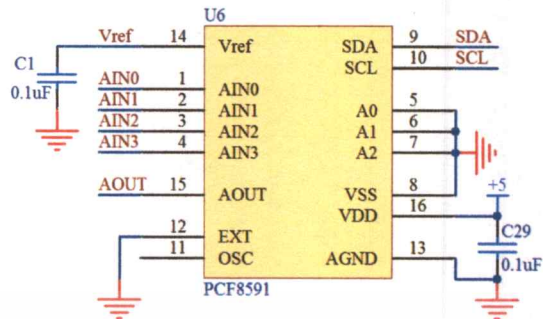 U6
Vref 14 Vref SDA 9 SDA
SCL 10 SCL
C1
0.1uF
AIN0 1 AIN0 A0 5
AIN1 2 AIN1 A1 6
AIN2 3 AIN2 A2 7
AIN3 4 AIN3
AOUT 15 AOUT VSS 8
VDD 16 +5
12 EXT C29
11 OSC AGND 13 0.1uF
PCF8591